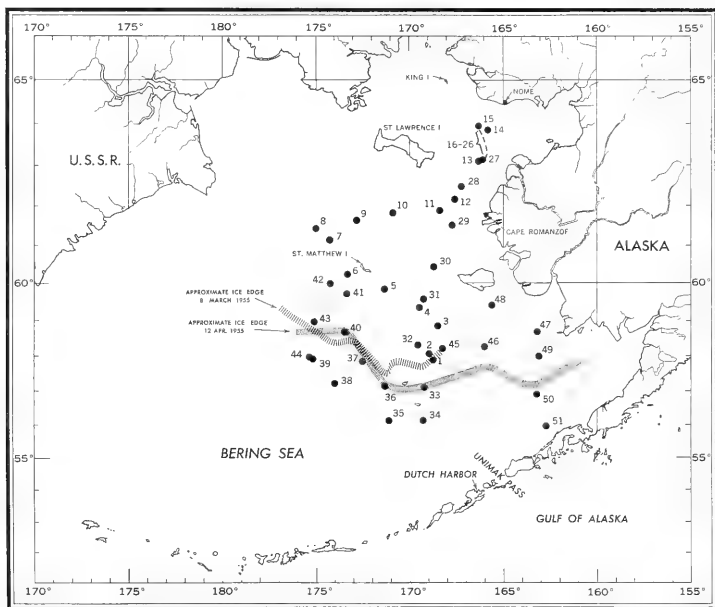 170° 175° 180° 175° 170° 165° 160° 155°
65° 65°
KING I
NOME
15
14
ST LAWRENCE I
16-26
U.S.S.R.
13 27
28
12
11
10
9
8
29
7
CAPE ROMANZOF
ST. MATTHEW I
ALASKA
30
6
60° 60°
42
5
41
APPROXIMATE ICE EDGE
8 MARCH 1955
31
48
4
APPROXIMATE ICE EDGE
12 APR. 1955
43
3
40
47
32
2 45
46
1
49
44
39
37
38
36
33
50
35
34
51
BERING SEA
55° 55°
UNIMAK PASS
DUTCH HARBOR
GULF OF ALASKA
170° 175° 180° 175° 170° 165° 160° 155°